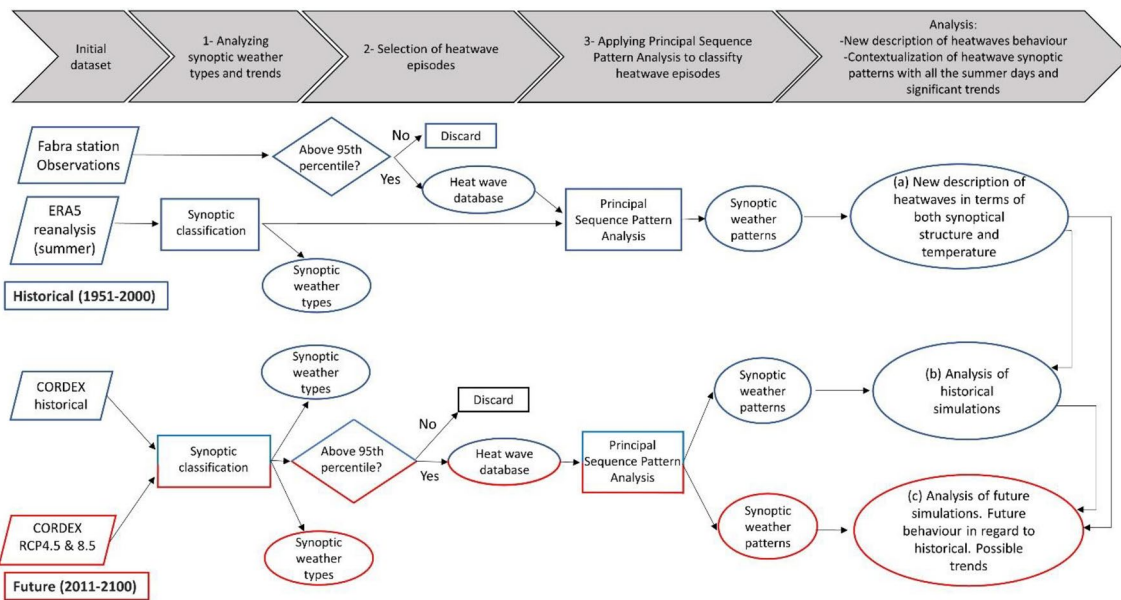 Initial
dataset
1- Analyzing
synoptic weather
types and trends
2- Selection of heatwave
episodes
3- Applying Principal Sequence
Pattern Analysis to classifty
heatwave episodes
Analysis:
-New description of heatwaves behaviour
-Contextualization of heatwave synoptic
patterns with all the summer days and
significant trends
Fabra station
Observations
Above 95th
percentile?
No
Discard
Yes
Heat wave
database
ERA5
reanalysis
(summer)
Synoptic
classification
Synoptic
weather
types
Principal
Sequence Pattern
Analysis
Synoptic
weather
patterns
(a) New description of
heatwaves in terms of
both synoptical
structure and
temperature
Historical (1951-2000)
CORDEX
historical
Synoptic
weather
types
Synoptic
classification
Above 95th
percentile?
No
Discard
Yes
Heat wave
database
Principal
Sequence Pattern
Analysis
Synoptic
weather
patterns
(b) Analysis of
historical
simulations
CORDEX
RCP4.5 & 8.5
Synoptic
weather
types
Synoptic
weather
patterns
(c) Analysis of future
simulations. Future
behaviour in regard to
historical. Possible
trends
Future (2011-2100)